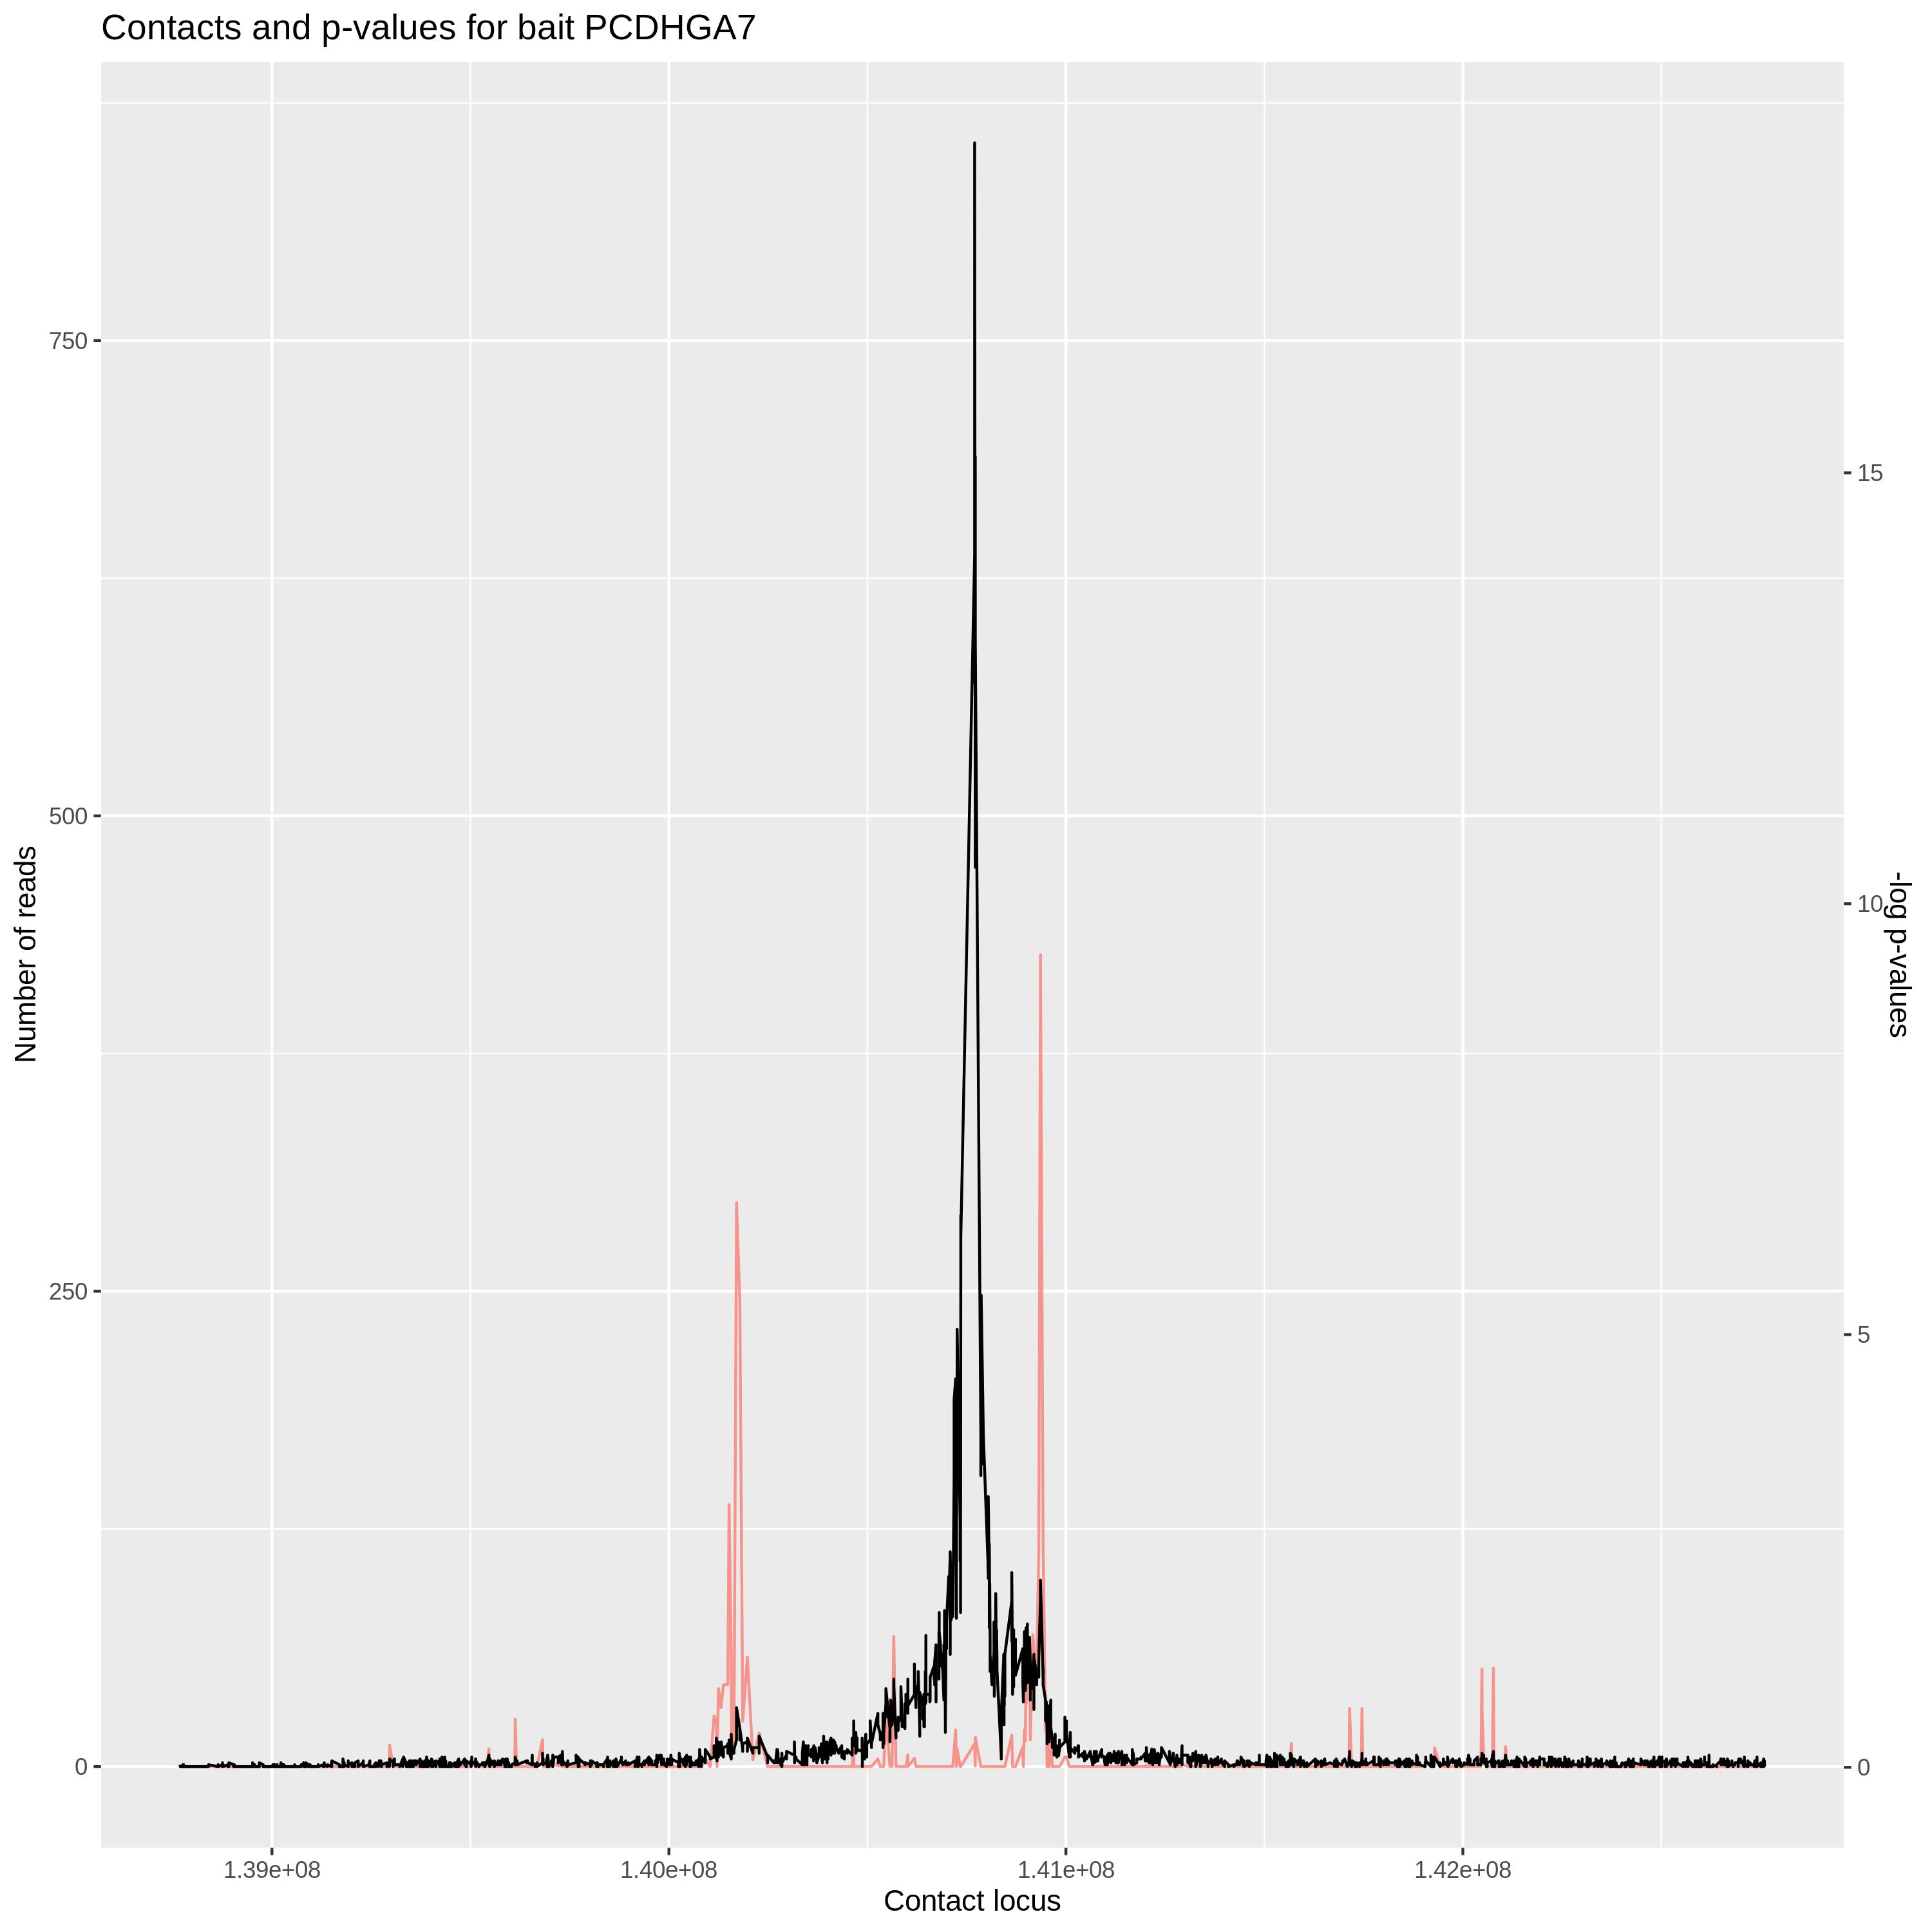 Contacts and p-values for bait PCDHGA7
Number of reads
750
500
250
0
15
10
5
0
-log p-values
1.39e+08
1.40e+08
1.41e+08
1.42e+08
Contact locus